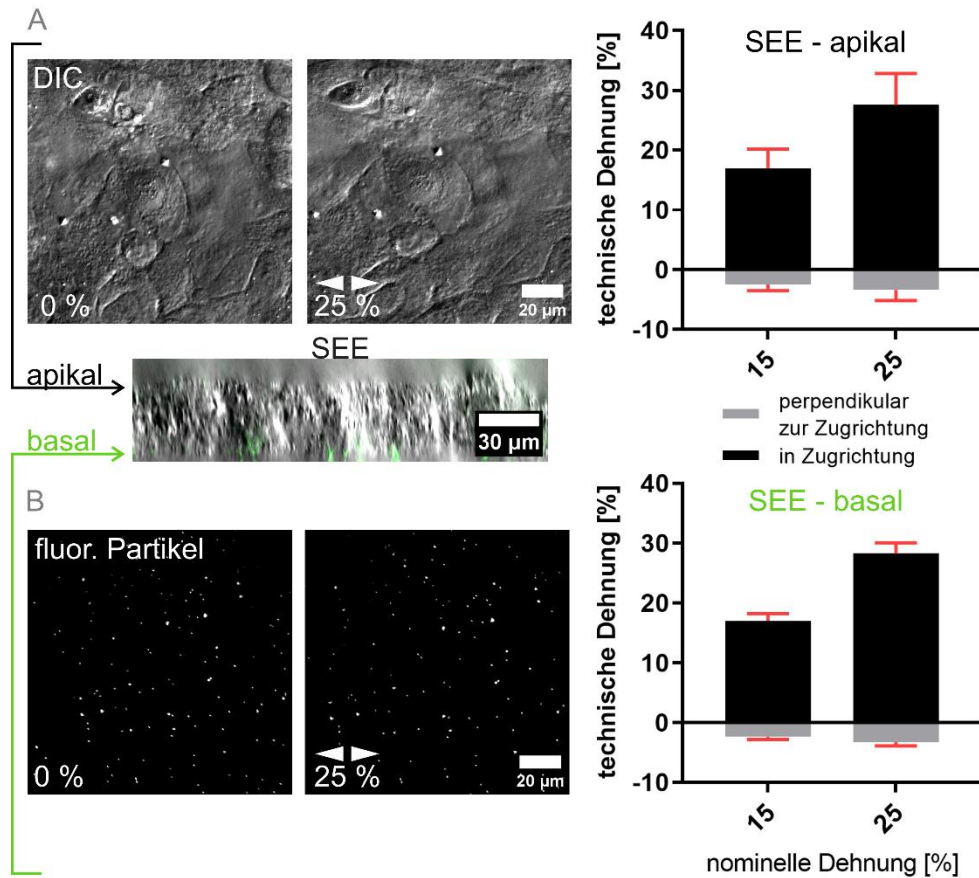 A
DIC
0 %
25 %
20 µm
SEE
apikal
basal
30 µm
technische Dehnung [%]
SEE - apikal
40
30
20
10
0
-10
15
25
perpendikular
zur Zugrichtung
in Zugrichtung
B
fluor. Partikel
0 %
25 %
20 µm
technische Dehnung [%]
SEE - basal
40
30
20
10
0
-10
15
25
nominelle Dehnung [%]